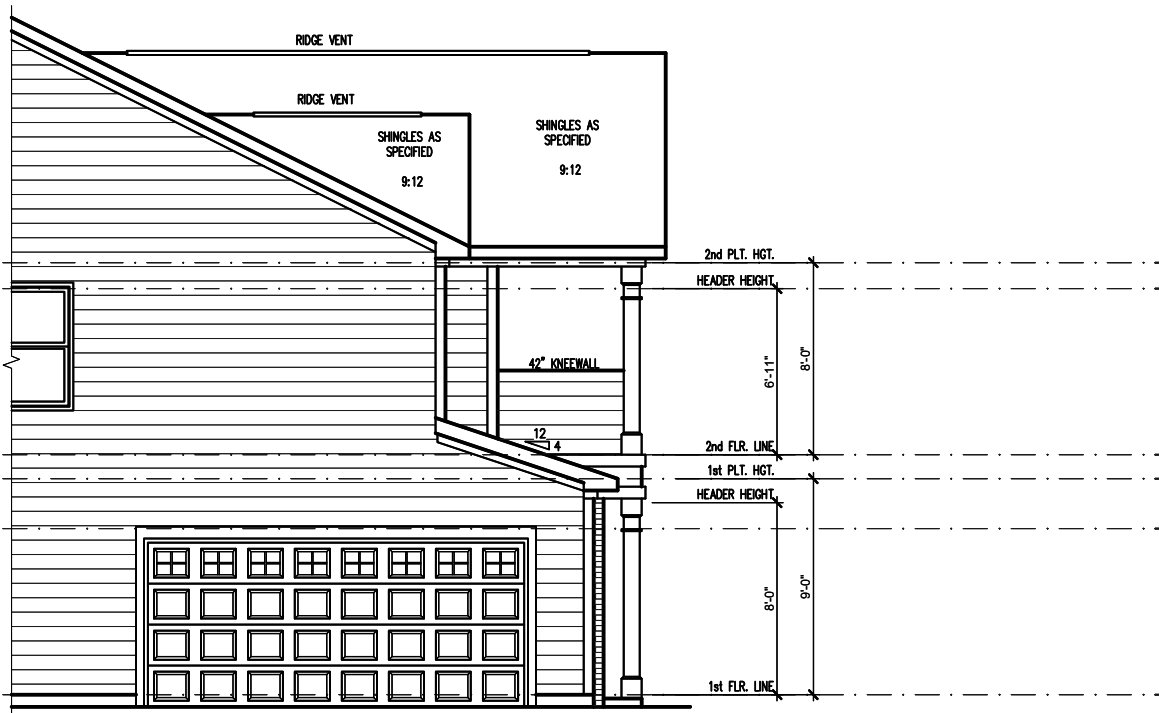 RIDGE VENT
RIDGE VENT
SHINGLES AS
SPECIFIED
9:12
SHINGLES AS
SPECIFIED
9:12
2nd PLT. HGT.
HEADER HEIGHT
42" KNEEWALL
6'-11"
8'-0"
12
4
2nd FLR. LINE
1st PLT. HGT.
HEADER HEIGHT
8'-0"
9'-0"
1st FLR. LINE